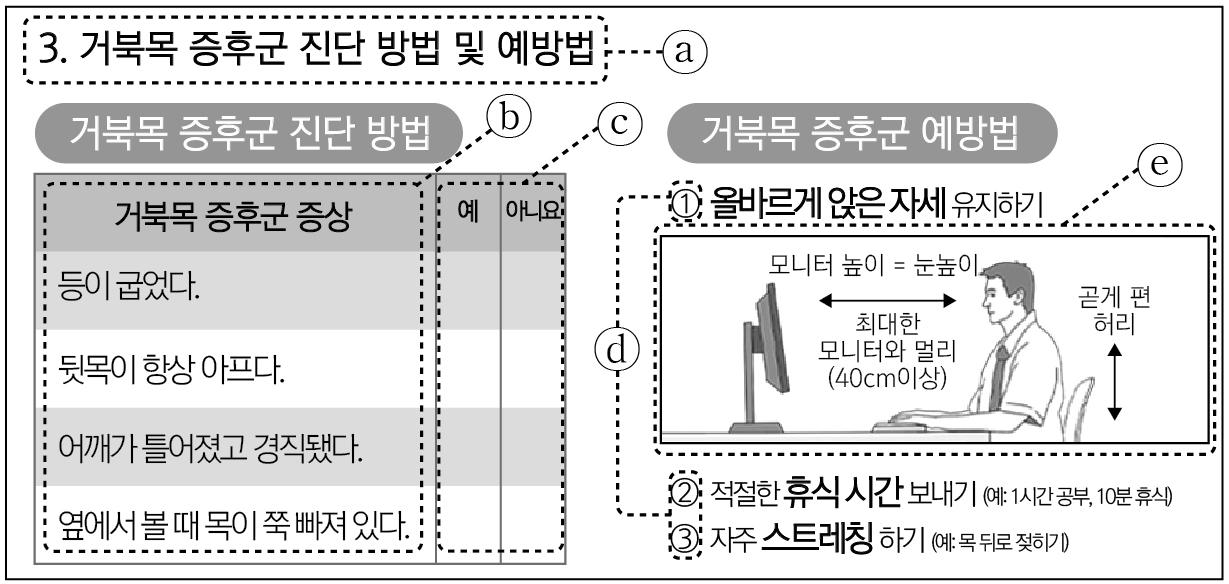 3. 거북목 증후군 진단 방법 및 예방법
ⓐ
거북목 증후군 진단 방법
ⓑ
ⓒ
거북목 증후군 증상
예
아니요
등이 굽었다.
뒷목이 항상 아프다.
어깨가 틀어졌고 경직됐다.
옆에서 볼 때 목이 쭉 빠져 있다.
거북목 증후군 예방법
ⓔ
① 올바르게 앉은 자세 유지하기
모니터 높이 = 눈높이
최대한
모니터와 멀리
(40cm이상)
곧게 편
허리
ⓓ
② 적절한 휴식 시간 보내기 (예: 1시간 공부, 10분 휴식)
③ 자주 스트레칭 하기 (예: 목 뒤로 젖히기)